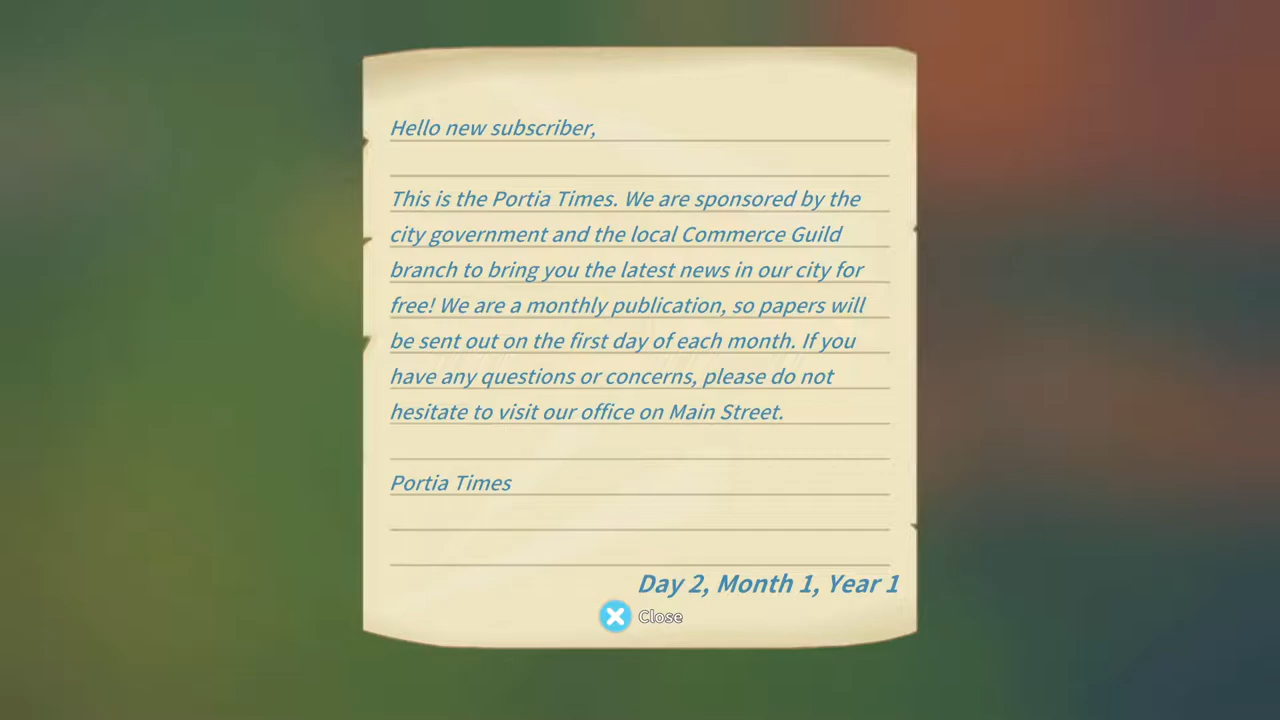 Hello new subscriber,
This is the Portia Times. We are sponsored by the
city government and the local Commerce Guild
branch to bring you the latest news in our city for
free! We are a monthly publication, so papers will
be sent out on the first day of each month. If you
have any questions or concerns, please do not
hesitate to visit our office on Main Street.
Portia Times
Day 2, Month 1, Year 1
Close